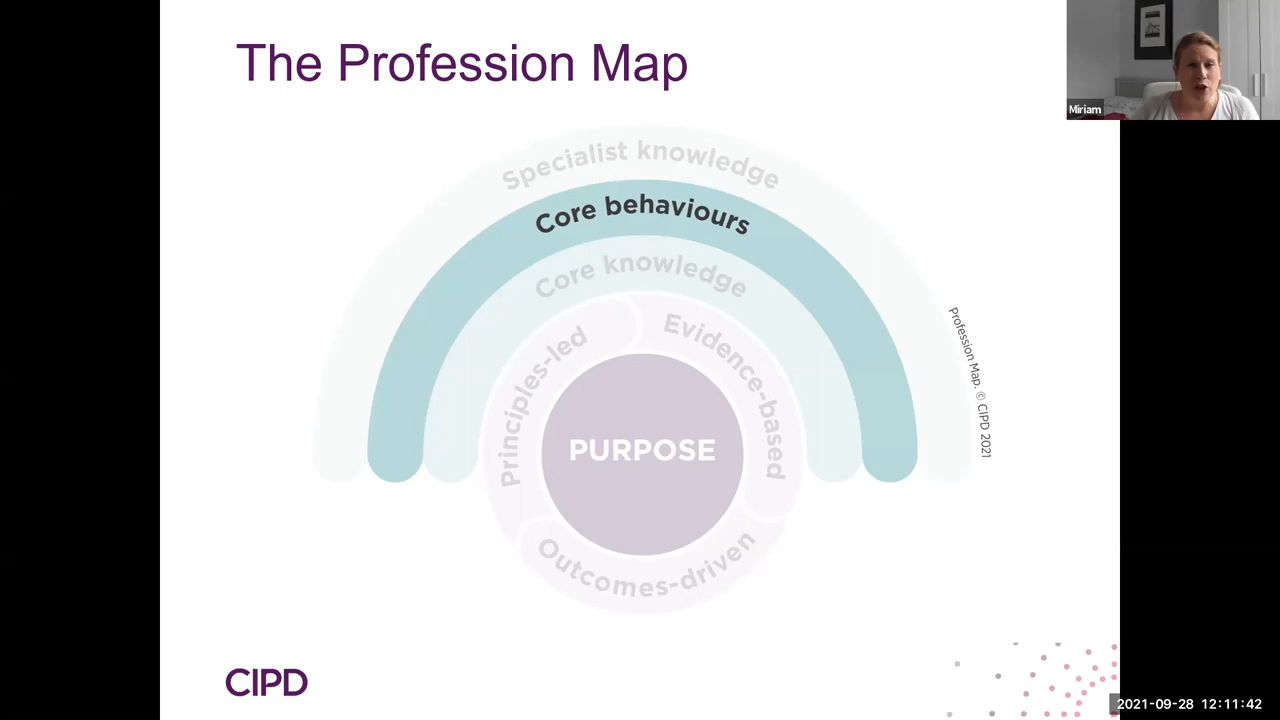 The Profession Map
Miriam
Specialist knowledge
Core behaviours
Core knowledge
Principles-led
Evidence-based
PURPOSE
Outcomes-driven
Profession Map. © CIPD 2021
CIPD
2021-09-28 12:11:42